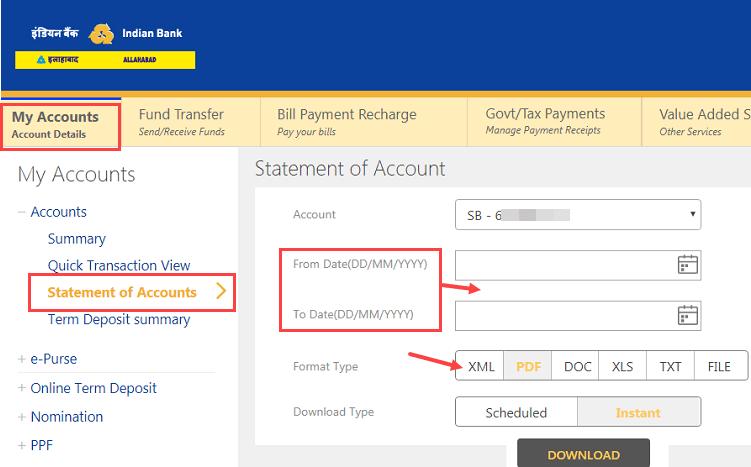 इंडियन बैंक Indian Bank
इलाहाबाद ALLAHABAD
My Accounts
Account Details
Fund Transfer
Send/Receive Funds
Bill Payment Recharge
Pay your bills
Govt/Tax Payments
Manage Payment Receipts
Value Added S
Other Services
My Accounts
Accounts
Summary
Quick Transaction View
Statement of Accounts
Term Deposit summary
e-Purse
Online Term Deposit
Nomination
PPF
Statement of Account
Account SB - 6
From Date(DD/MM/YYYY)
To Date(DD/MM/YYYY)
Format Type XML PDF DOC XLS TXT FILE
Download Type Scheduled Instant
DOWNLOAD